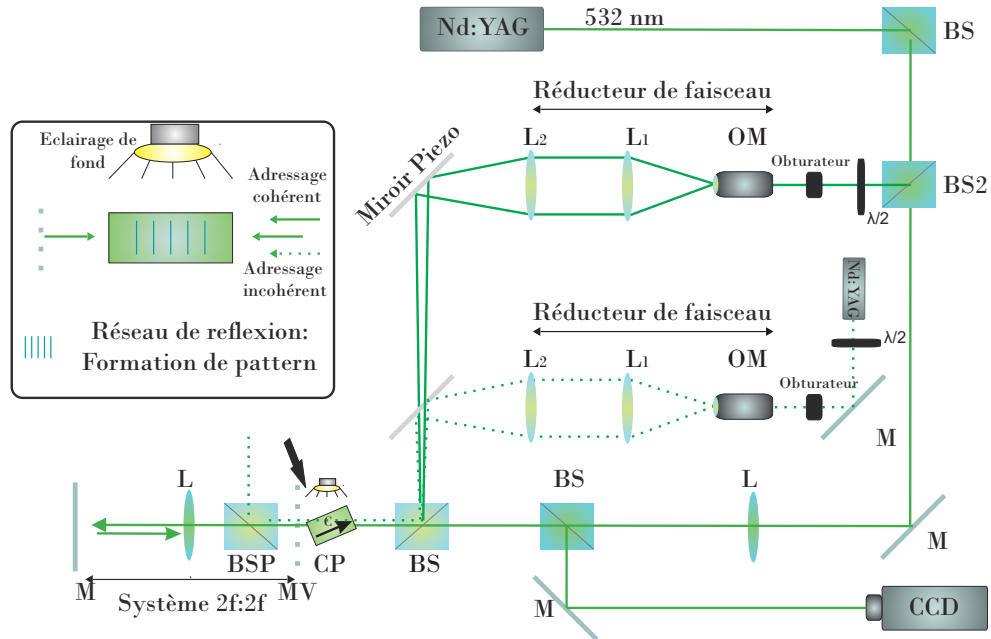 Nd:YAG
532 nm
BS
Réducteur de faisceau
L2
L1
OM
Obturateur
λ/2
BS2
Miroir Piezo
Eclairage de
fond
Adressage
cohérent
Adressage
incohérent
Réseau de reflexion:
Formation de pattern
Nd:YAG
λ/2
Réducteur de faisceau
L2
L1
OM
Obturateur
M
L
BSP
C
CP
BS
BS
L
M
M
MV
Système 2f:2f
M
CCD